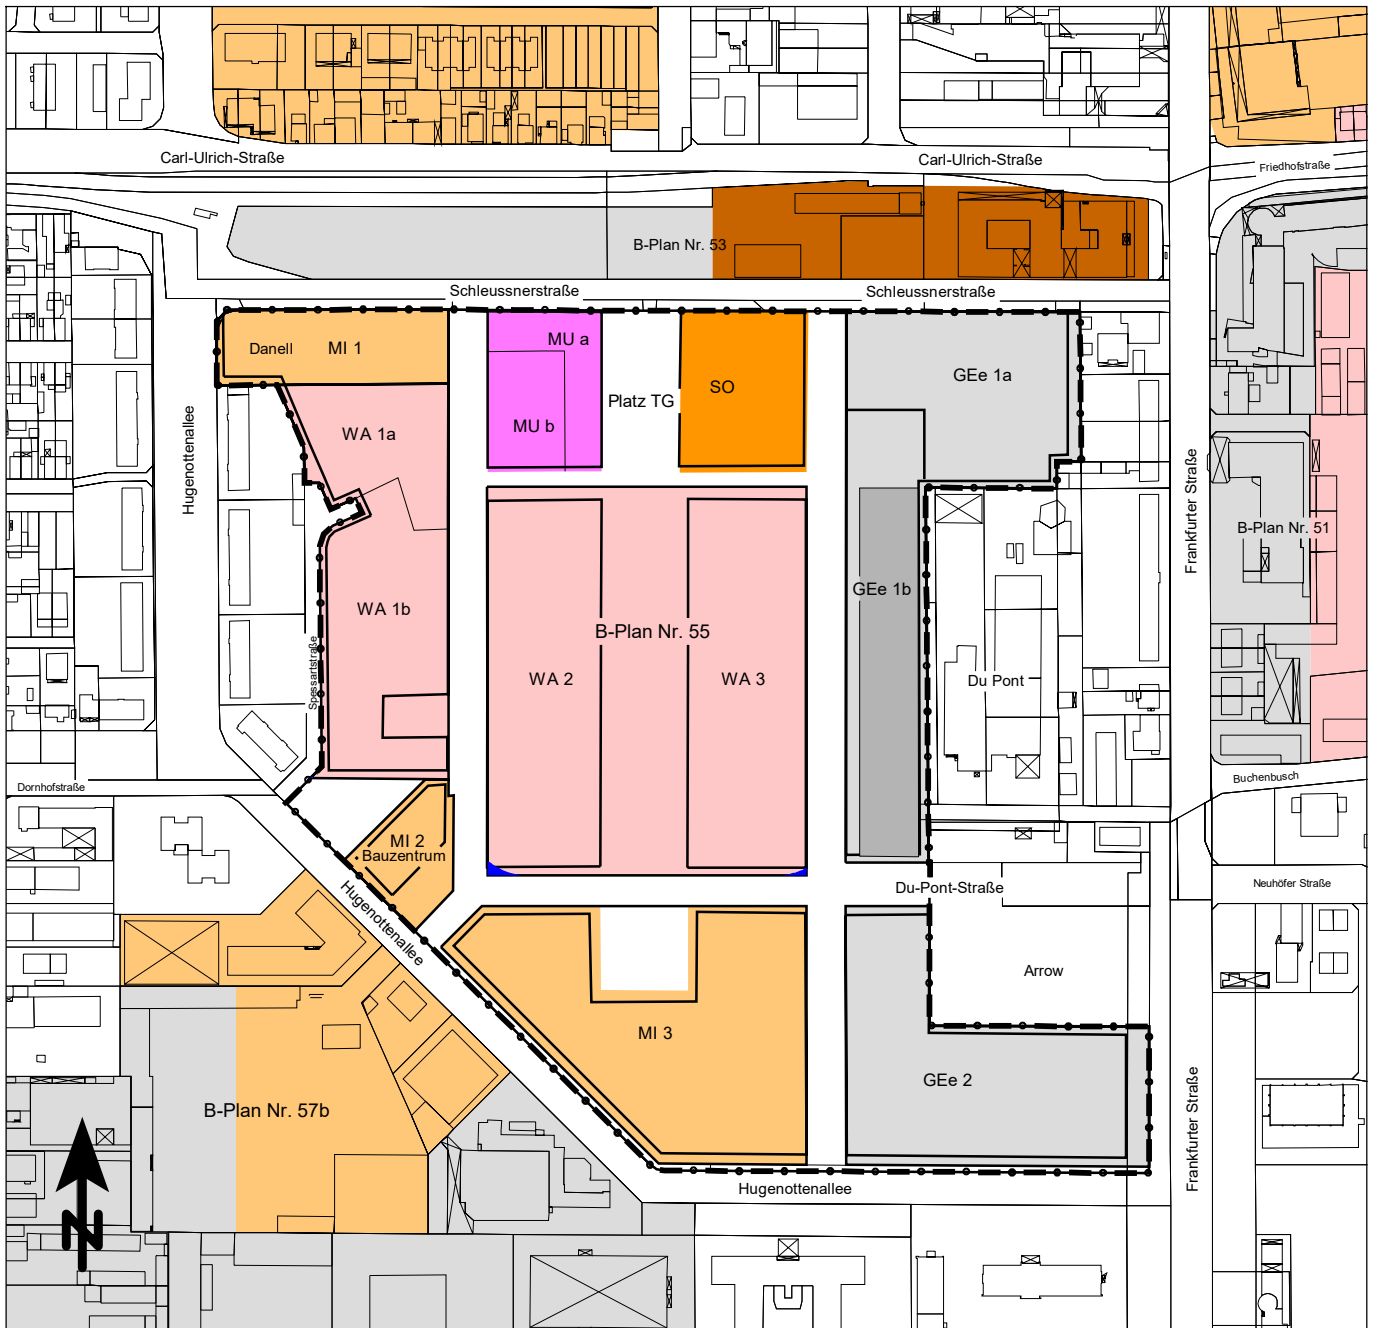 Carl-Ulrich-Straße
Carl-Ulrich-Straße
Friedhofstraße
B-Plan Nr. 53
Schleussnerstraße
Schleussnerstraße
Danell
MI 1
MU a
Platz TG
SO
GEe 1a
WA 1a
MU b
Hugenottenallee
Frankfurter Straße
B-Plan Nr. 51
GEe 1b
WA 1b
B-Plan Nr. 55
Spessartstraße
WA 2
WA 3
Du Pont
Dornhofstraße
Buchenbusch
MI 2
Bauzentrum
Hugenottenallee
Du-Pont-Straße
Neuhöfer Straße
Arrow
MI 3
GEe 2
B-Plan Nr. 57b
Frankfurter Straße
Hugenottenallee
N